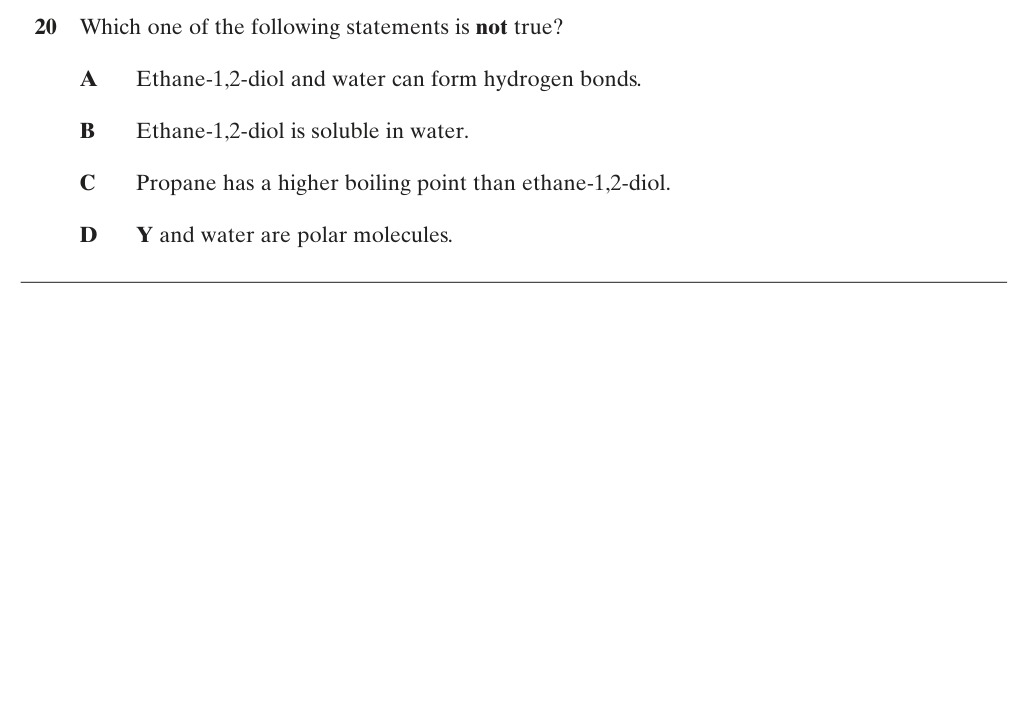 20 Which one of the following statements is not true?
A Ethane-1,2-diol and water can form hydrogen bonds.
B Ethane-1,2-diol is soluble in water.
C Propane has a higher boiling point than ethane-1,2-diol.
D Y and water are polar molecules.